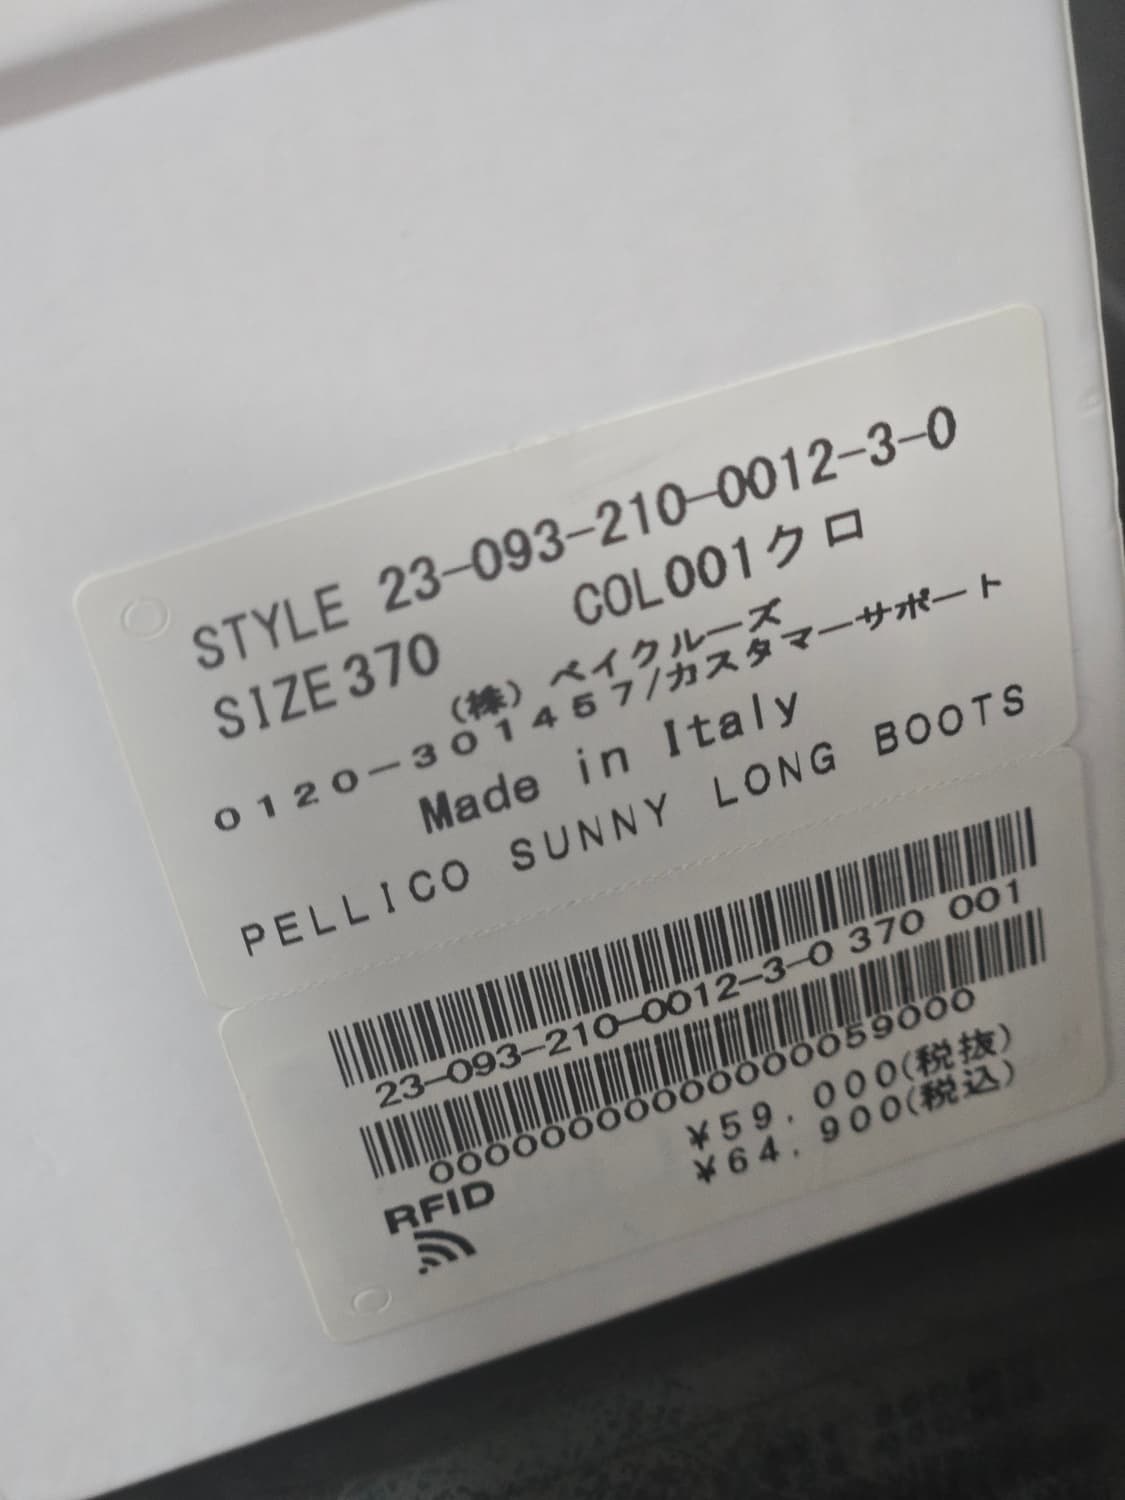 STYLE 23-093-210-0012-3-0
SIZE370 COL001クロ
(株) ベイクルーズ
0120-301457/カスタマーサポート
Made in Italy
PELLICO SUNNY LONG BOOTS
23-093-210-0012-3-0 370 001
0000000000000059000
¥59,000(税抜)
¥64,900(税込)
RFID